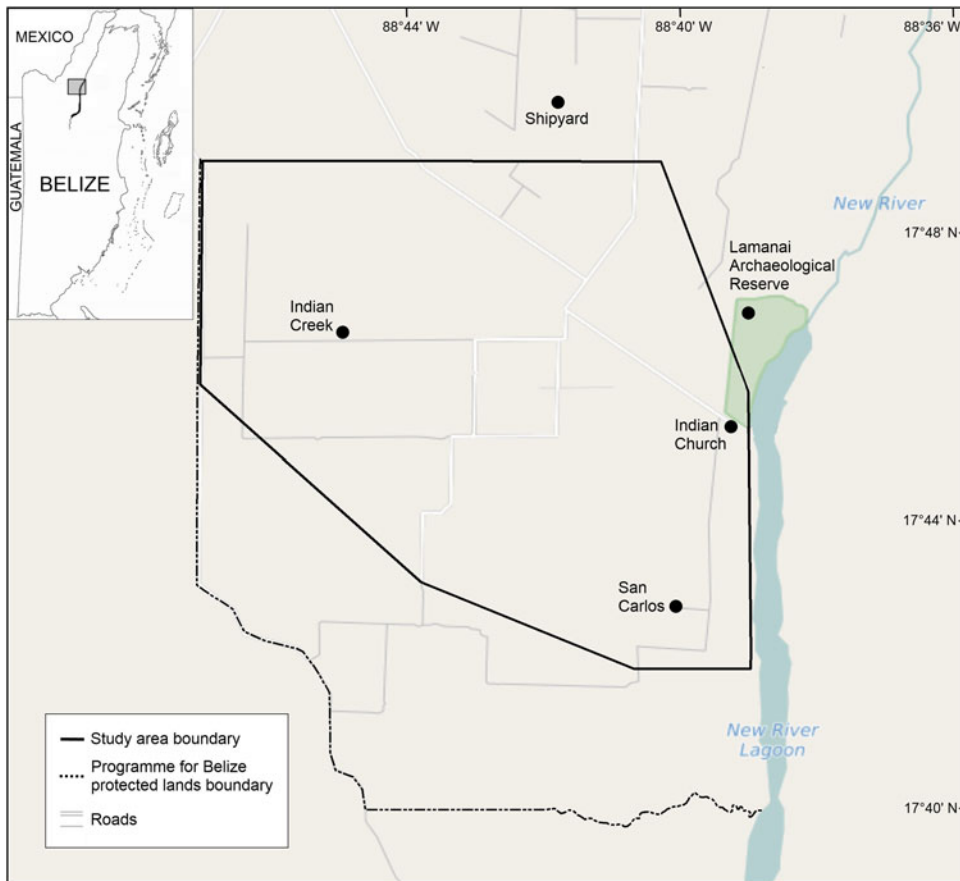 MEXICO
GUATEMALA
BELIZE
88°44' W
88°40' W
88°36' W
Shipyard
New River
17°48' N
Lamanai
Archaeological
Reserve
Indian
Creek
Indian
Church
17°44' N
San
Carlos
New River
Lagoon
17°40' N
Study area boundary
Programme for Belize
protected lands boundary
Roads